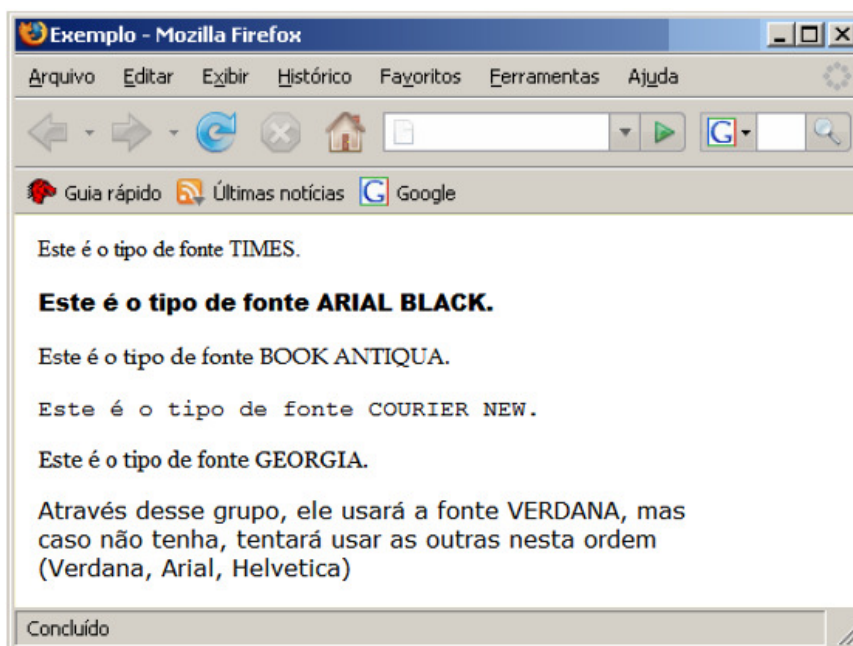 Exemplo - Mozilla Firefox
Arquivo Editar Exibir Histórico Favoritos Ferramentas Ajuda
G
Guia rápido Últimas notícias G Google
Este é o tipo de fonte TIMES.
Este é o tipo de fonte ARIAL BLACK.
Este é o tipo de fonte BOOK ANTIQUA.
Este é o tipo de fonte COURIER NEW.
Este é o tipo de fonte GEORGIA.
Através desse grupo, ele usará a fonte VERDANA, mas
caso não tenha, tentará usar as outras nesta ordem
(Verdana, Arial, Helvetica)
Concluído